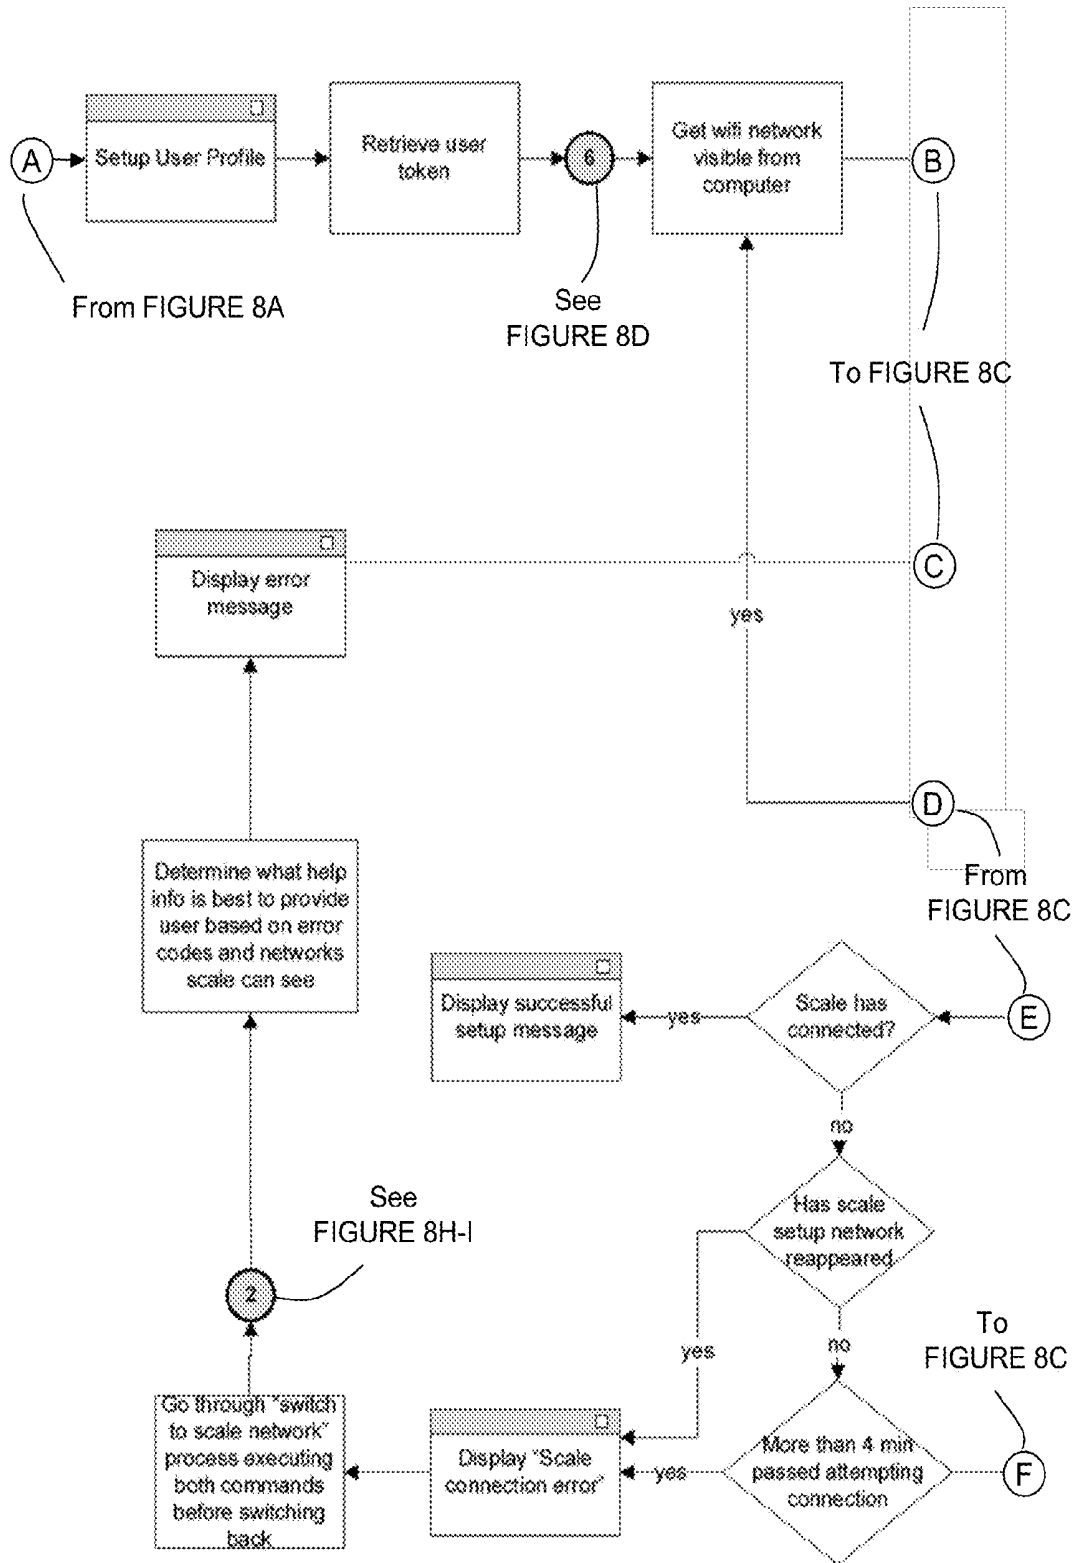 A
Setup User Profile
Retrieve user
token
6
Get wifi network
visible from
computer
B
From FIGURE 8A
See
FIGURE 8D
To FIGURE 8C
Display error
message
C
yes
D
From
FIGURE 8C
Determine what help
info is best to provide
user based on error
codes and networks
scale can see
Display successful
setup message
yes
Scale has
connected?
E
no
See
FIGURE 8H-I
Has scale
setup network
reappeared
2
yes
no
To
FIGURE 8C
Go through "switch
to scale network"
process executing
both commands
before switching
back
Display "Scale
connection error"
yes
More than 4 min
passed attempting
connection
F